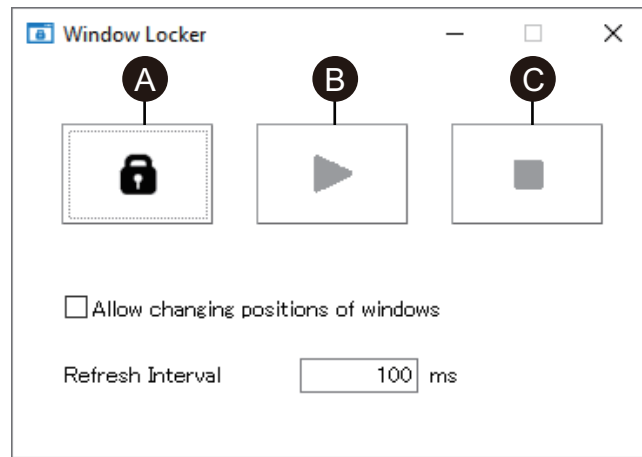 Window Locker
A B C
Allow changing positions of windows
Refresh Interval 100 ms